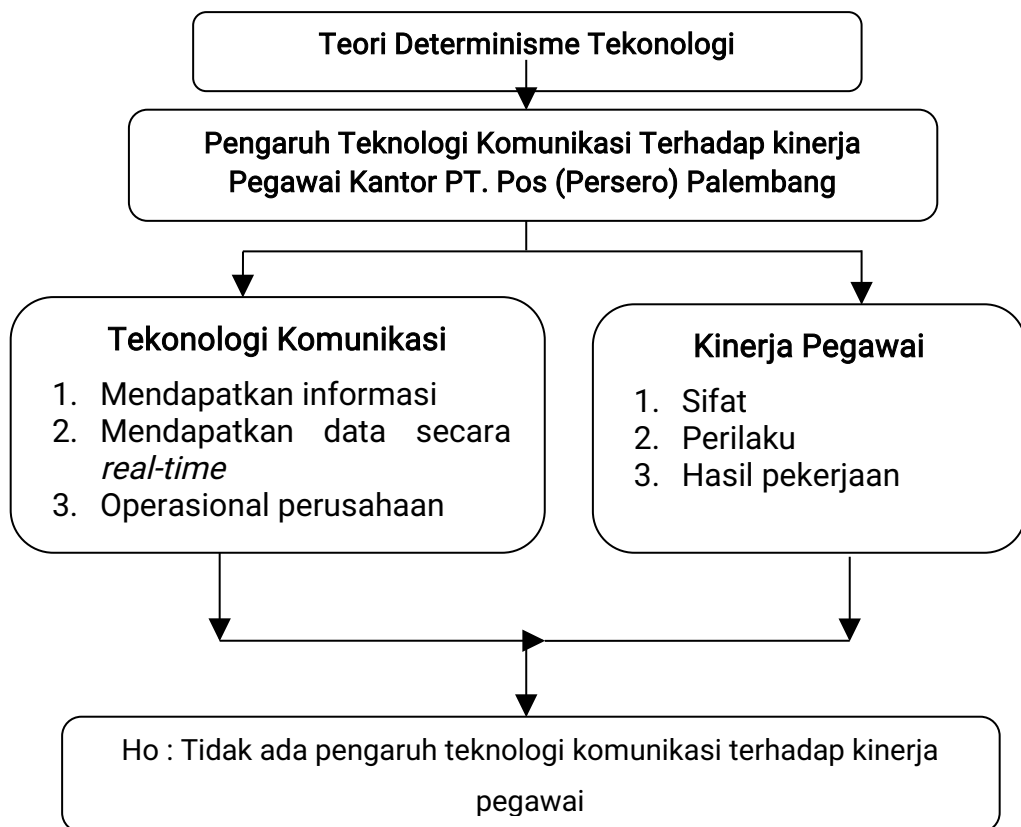 Teori Determinisme Tekonologi
Pengaruh Teknologi Komunikasi Terhadap kinerja
Pegawai Kantor PT. Pos (Persero) Palembang
Tekonologi Komunikasi
1. Mendapatkan informasi
2. Mendapatkan data secara
real-time
3. Operasional perusahaan
Kinerja Pegawai
1. Sifat
2. Perilaku
3. Hasil pekerjaan
Ho : Tidak ada pengaruh teknologi komunikasi terhadap kinerja
pegawai